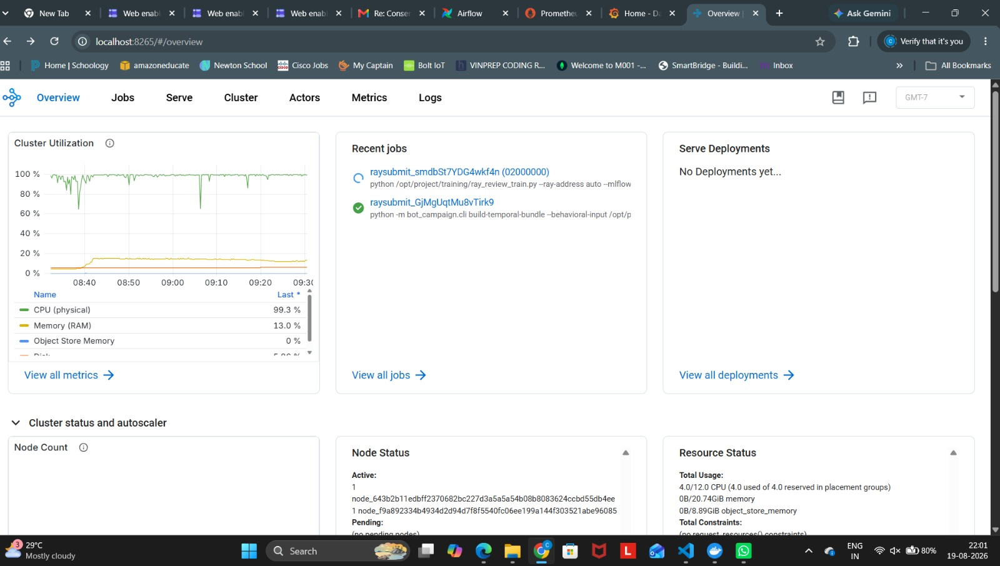 New Tab
Web enabl
Web enabl
Web enabl
Re: Conser
Airflow
Prometheu
Home - Da
Overview |
Ask Gemini
localhost:8265/#/overview
Verify that it's you
Home | Schoology
amazoneducate
Newton School
Cisco Jobs
My Captain
Bolt IoT
VINPREP CODING R...
Welcome to M001 -...
SmartBridge - Buildi...
Inbox
»
All Bookmarks
Overview
Jobs
Serve
Cluster
Actors
Metrics
Logs
GMT-7
Cluster Utilization
100 %
80 %
60 %
40 %
20 %
0 %
08:40
08:50
09:00
09:10
09:20
09:30
Name
Last *
CPU (physical)
99.3 %
Memory (RAM)
13.0 %
Object Store Memory
0 %
Disk
5.86 %
View all metrics
Recent jobs
raysubmit_smdbSt7YDG4wkf4n (02000000)
python /opt/project/training/ray_review_train.py --ray-address auto --mlflow
raysubmit_GjMgUqtMu8vTirk9
python -m bot_campaign.cli build-temporal-bundle --behavioral-input /opt/p
View all jobs
Serve Deployments
No Deployments yet...
View all deployments
Cluster status and autoscaler
Node Count
Node Status
Active:
1
node_643b2b11edbff2370682bc227d3a5a5a54b08b8083624ccbd55db4ee
1 node_f9a892334b4934d2d94d7f8f5540fc06ee199a144f303521abe96085
Pending:
(no pending nodes)
Resource Status
Total Usage:
4.0/12.0 CPU (4.0 used of 4.0 reserved in placement groups)
0B/20.74GiB memory
0B/8.89GiB object_store_memory
Total Constraints:
(no request_resources() constraints)
3
29°C
Mostly cloudy
Search
ENG
IN
80%
22:01
19-08-2026